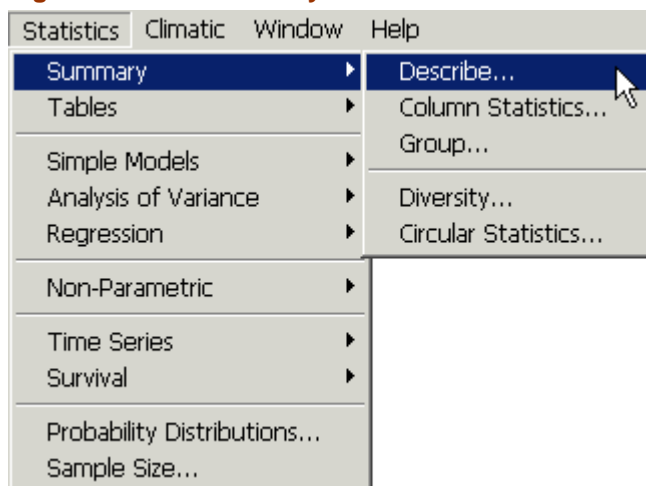 Statistics Climatic Window Help
Summary
Tables
Simple Models
Analysis of Variance
Regression
Non-Parametric
Time Series
Survival
Probability Distributions...
Sample Size...
Describe...
Column Statistics...
Group...
Diversity...
Circular Statistics...